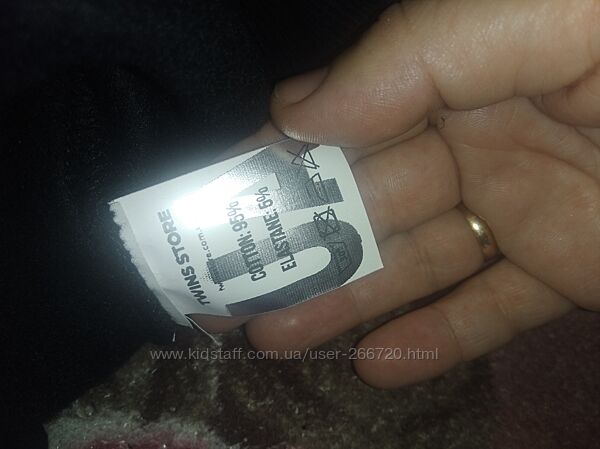 TWINS STORE
COTTON: 95%
ELASTANE: 5%
www.kidstaff.com.ua/user-266720.html